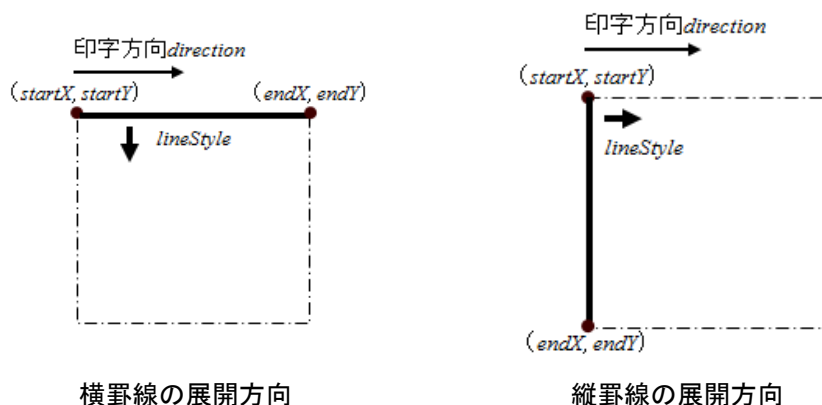 印字方向direction
(startX, startY)
(endX, endY)
lineStyle
横罫線の展開方向
印字方向direction
(startX, startY)
lineStyle
(endX, endY)
縦罫線の展開方向